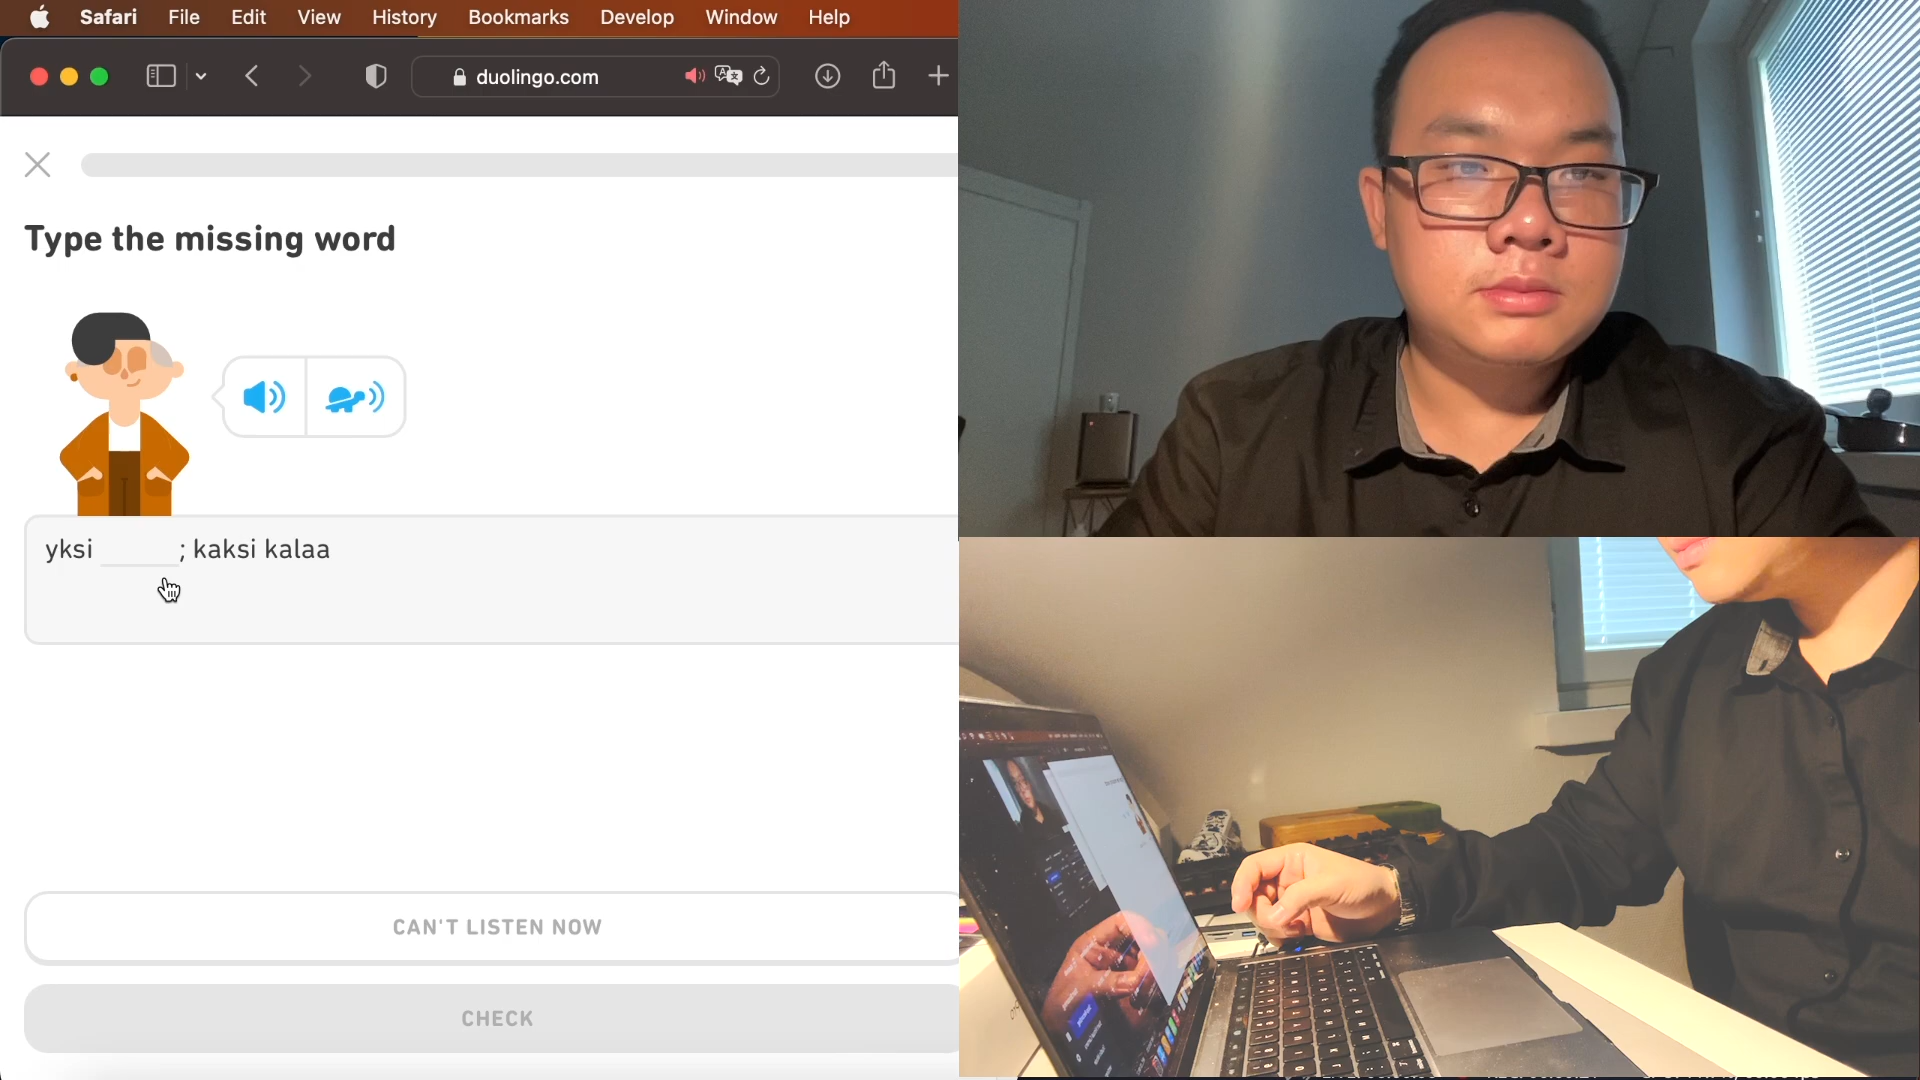 Safari File Edit View History Bookmarks Develop Window Help
duolingo.com
Type the missing word
yksi ______; kaksi kalaa
CAN'T LISTEN NOW
CHECK